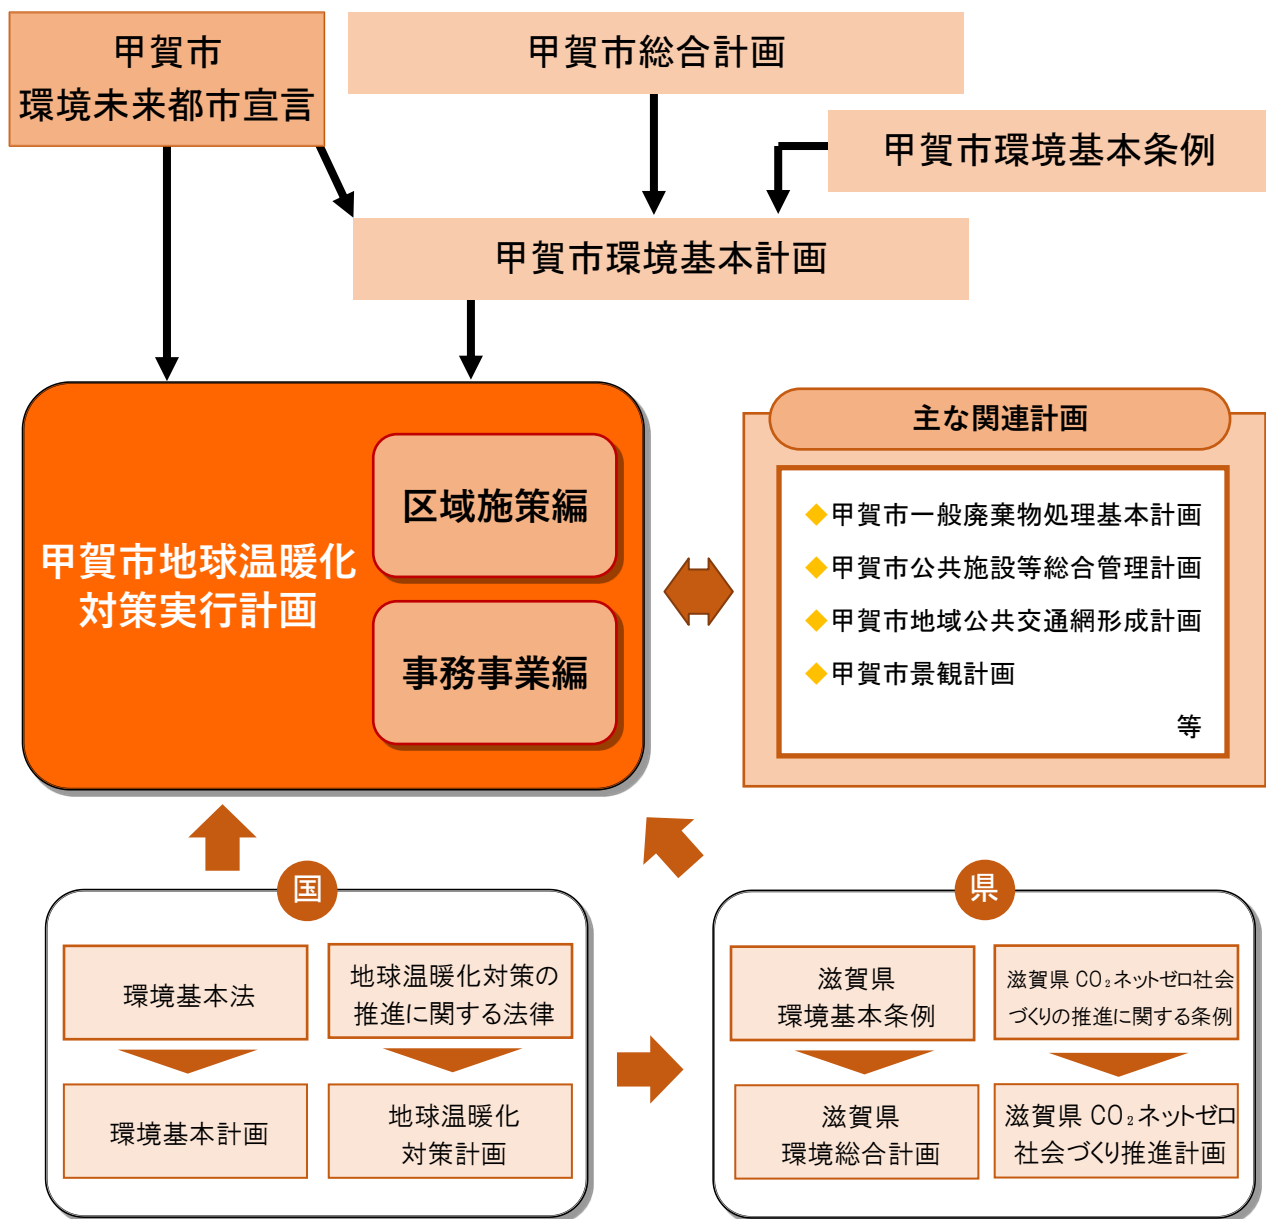 甲賀市
環境未来都市宣言
甲賀市総合計画
甲賀市環境基本条例
甲賀市環境基本計画
甲賀市地球温暖化
対策実行計画
区域施策編
事務事業編
主な関連計画
◆甲賀市一般廃棄物処理基本計画
◆甲賀市公共施設等総合管理計画
◆甲賀市地域公共交通網形成計画
◆甲賀市景観計画
等
国
環境基本法
地球温暖化対策の
推進に関する法律
環境基本計画
地球温暖化
対策計画
県
滋賀県
環境基本条例
滋賀県 CO₂ネットゼロ社会
づくりの推進に関する条例
滋賀県
環境総合計画
滋賀県 CO₂ネットゼロ
社会づくり推進計画